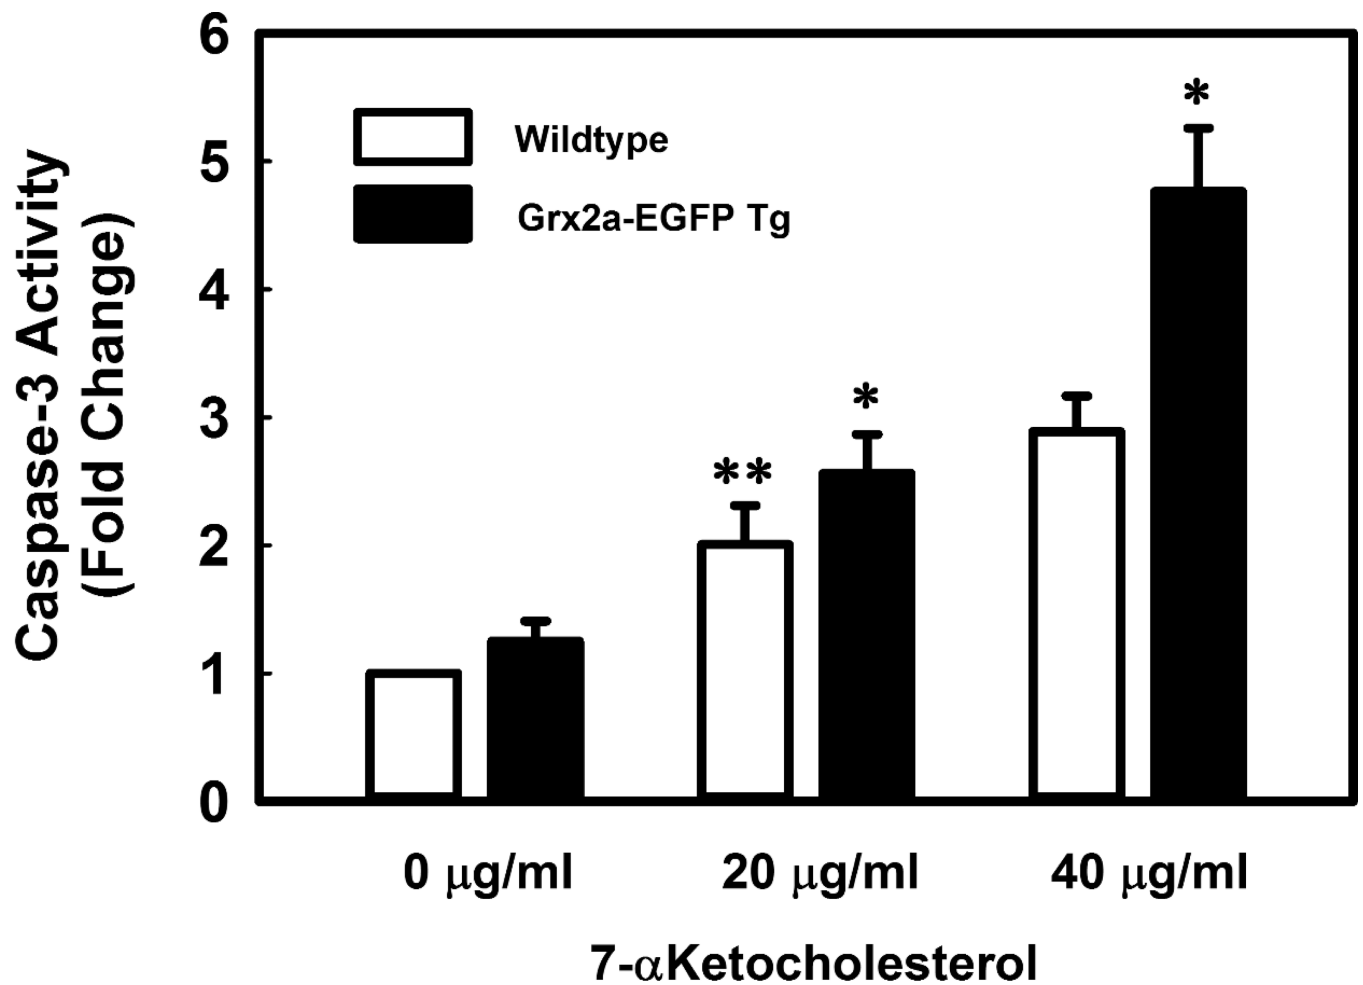 Caspase-3 Activity
(Fold Change)
6
5
4
3
2
1
0
Wildtype
Grx2a-EGFP Tg
*
*
**
0 μg/ml 20 μg/ml 40 μg/ml
7-αKetocholesterol